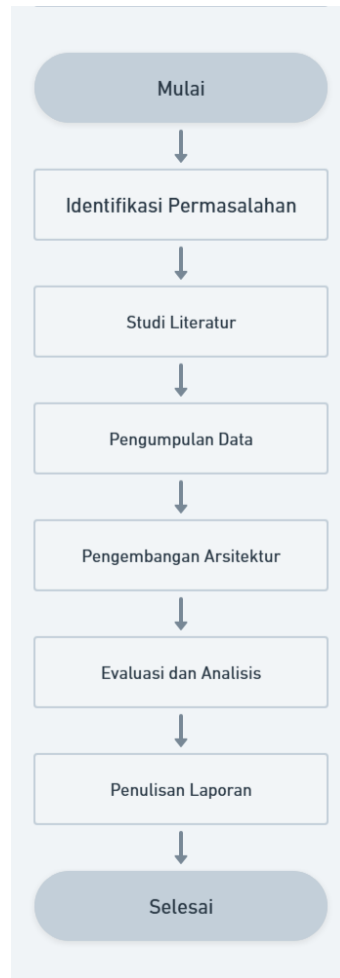 Mulai
Identifikasi Permasalahan
Studi Literatur
Pengumpulan Data
Pengembangan Arsitektur
Evaluasi dan Analisis
Penulisan Laporan
Selesai